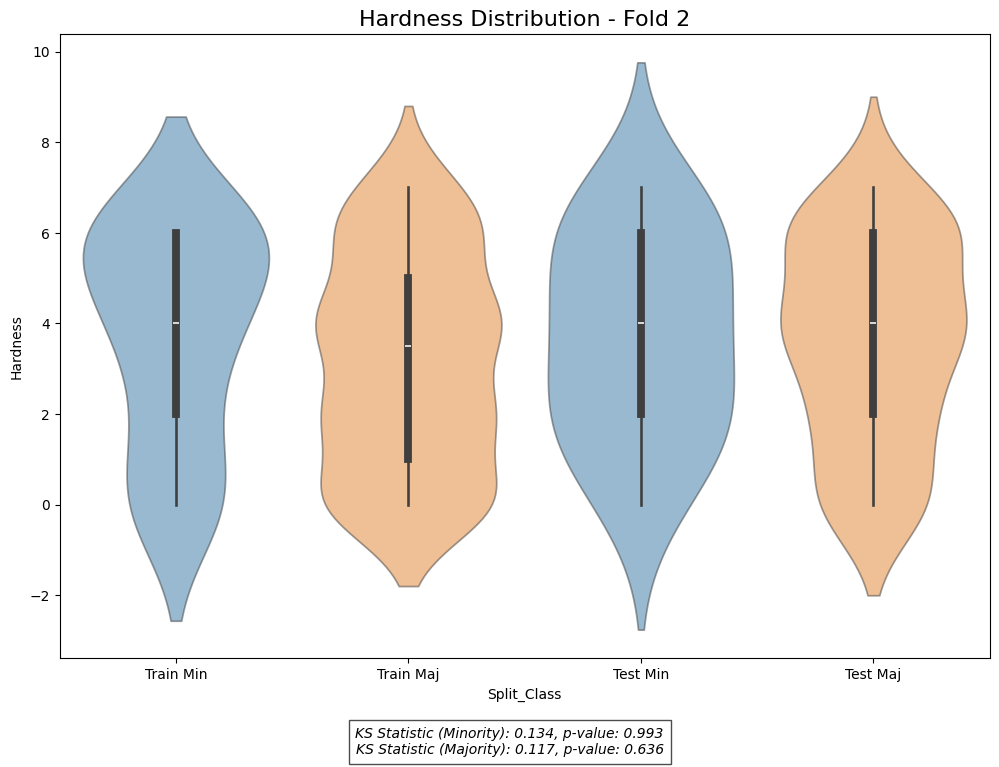 Hardness Distribution - Fold 2
10
8
6
4
2
0
−2
Hardness
Train Min
Train Maj
Test Min
Test Maj
Split_Class
KS Statistic (Minority): 0.134, p-value: 0.993
KS Statistic (Majority): 0.117, p-value: 0.636